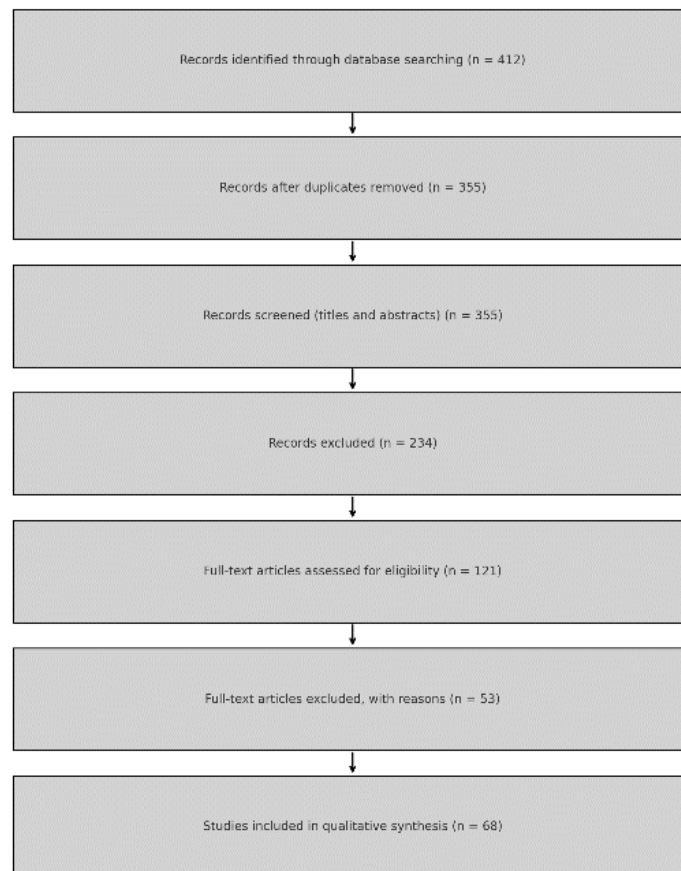 Records identified through database searching (n = 412)
Records after duplicates removed (n = 355)
Records screened (titles and abstracts) (n = 355)
Records excluded (n = 234)
Full-text articles assessed for eligibility (n = 121)
Full-text articles excluded, with reasons (n = 53)
Studies included in qualitative synthesis (n = 68)